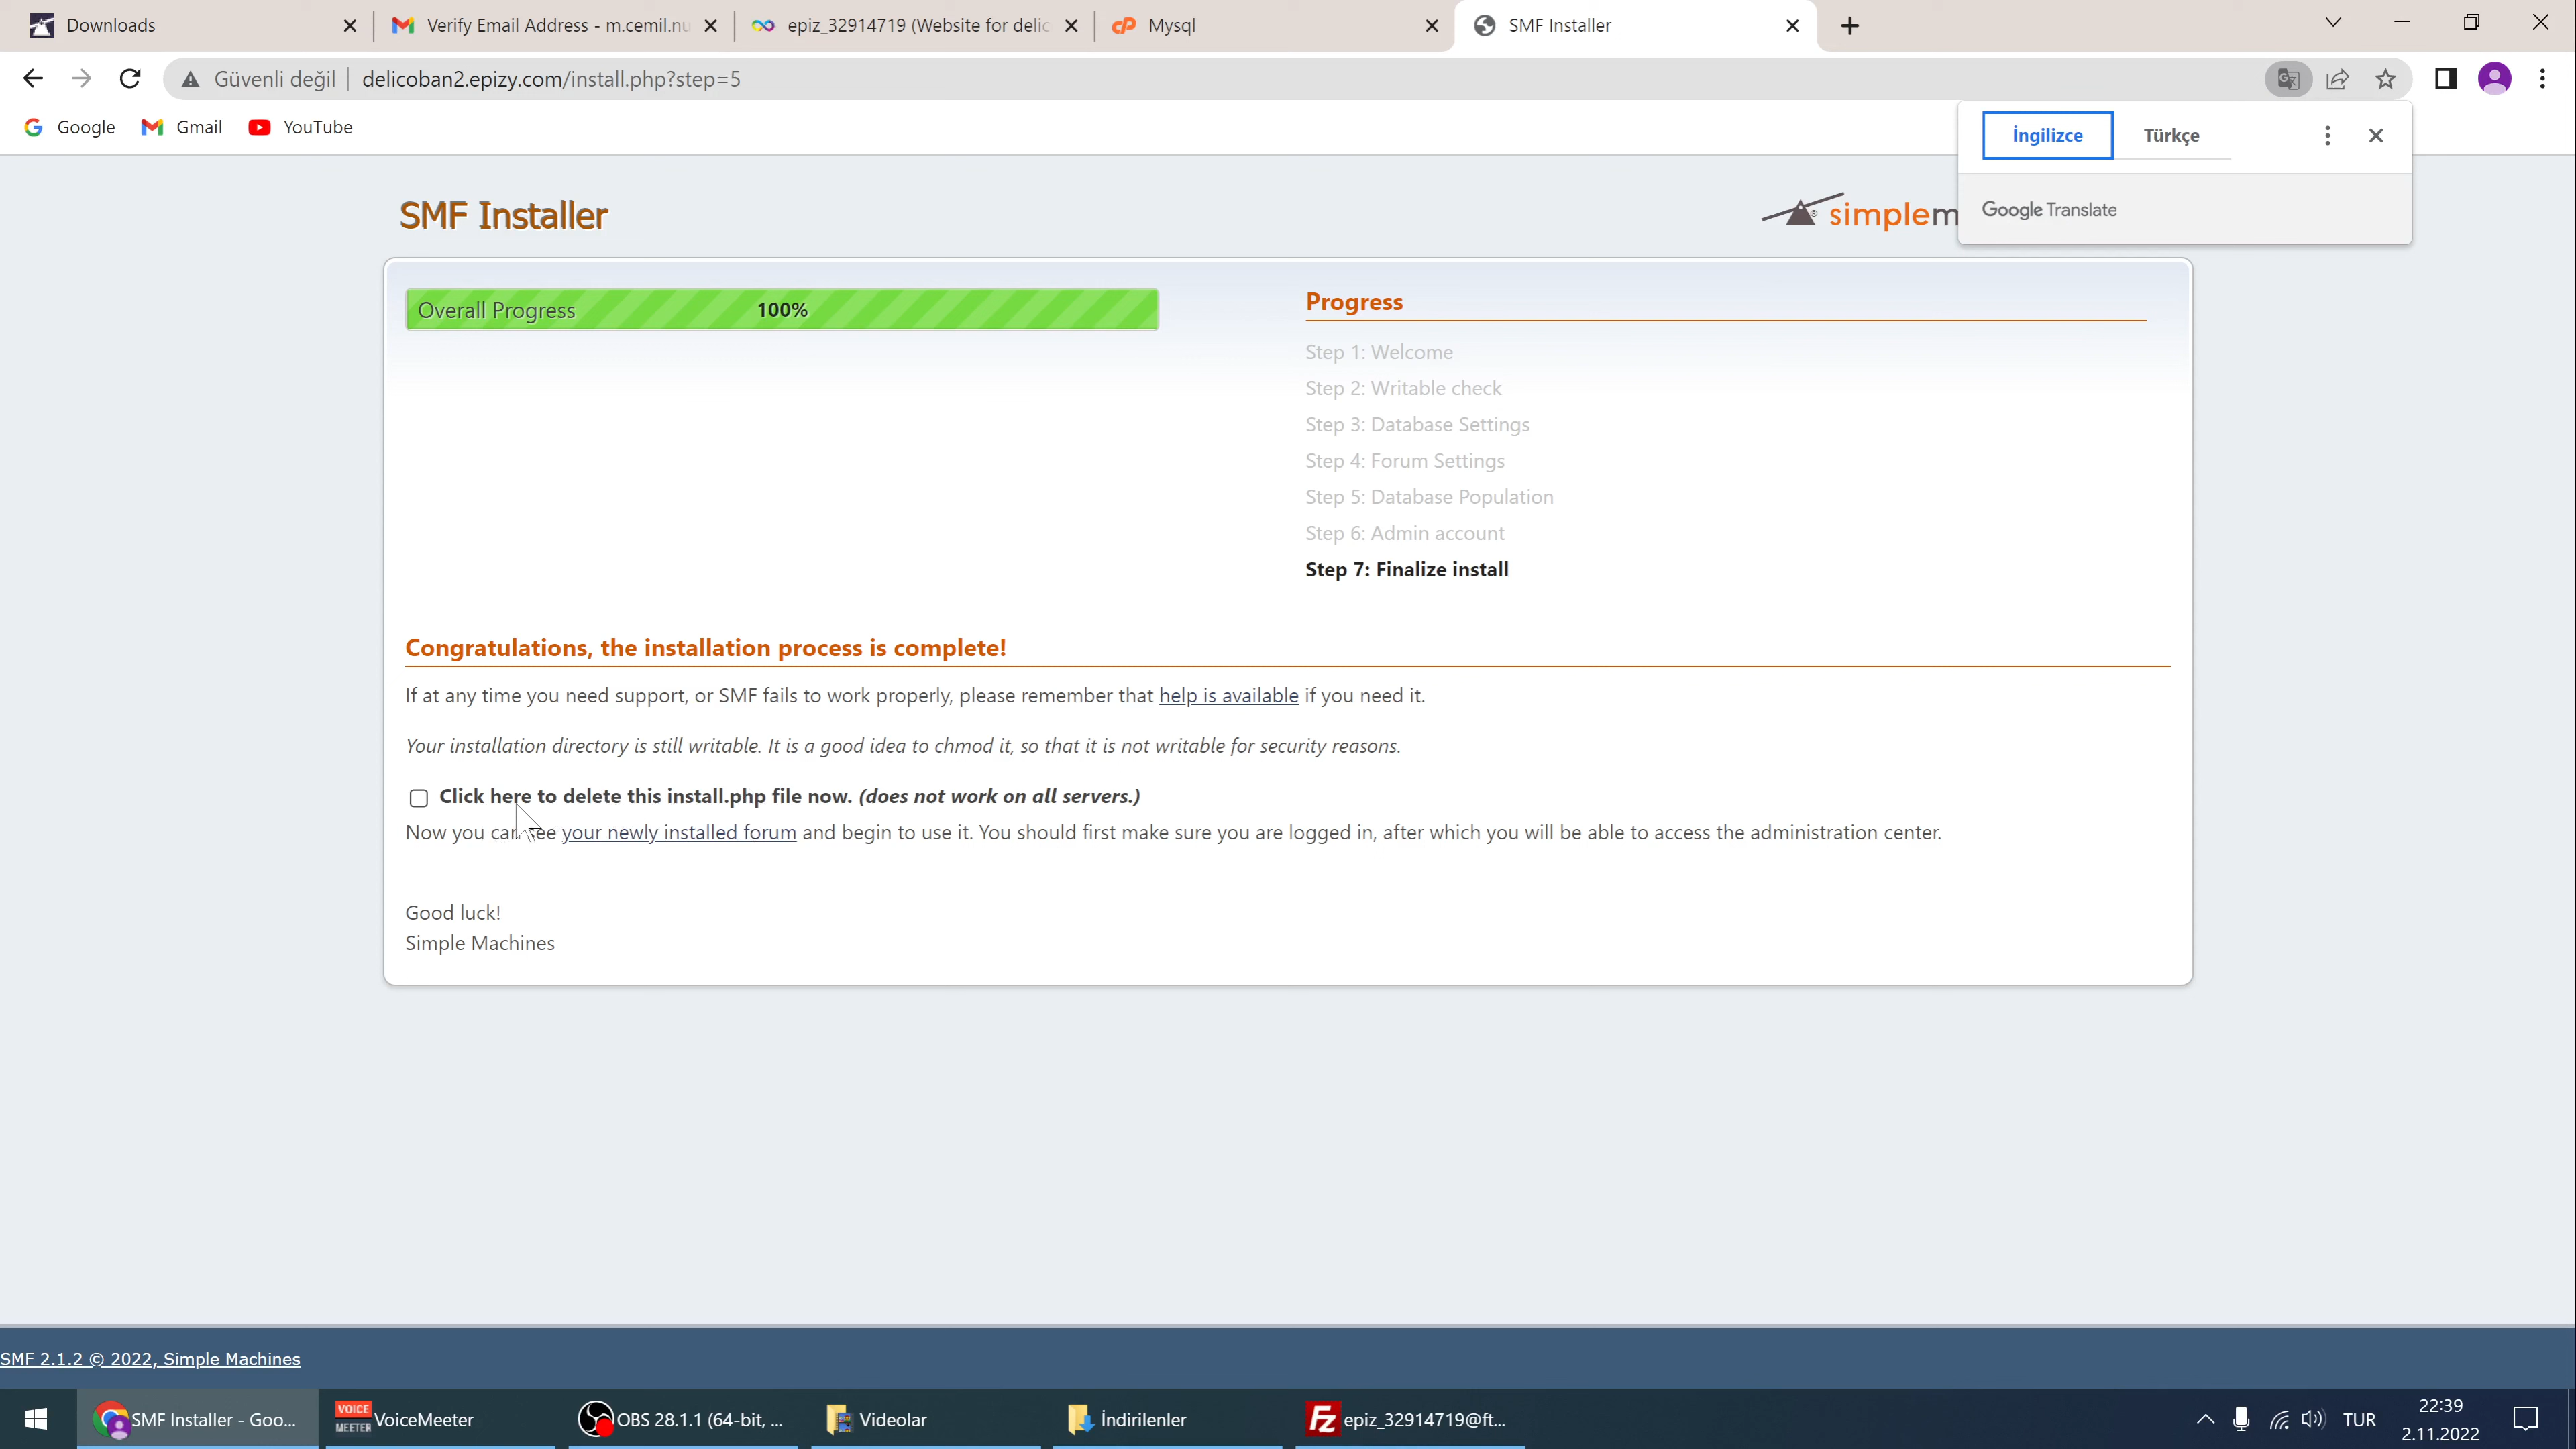 Downloads
Verify Email Address - m.cemil.nu
epiz_32914719 (Website for delic
Mysql
SMF Installer
Güvenli değil
delicoban2.epizy.com/install.php?step=5
Google
Gmail
YouTube
İngilizce
Türkçe
Google Translate
SMF Installer
simplem
Overall Progress
100%
Progress
Step 1: Welcome
Step 2: Writable check
Step 3: Database Settings
Step 4: Forum Settings
Step 5: Database Population
Step 6: Admin account
Step 7: Finalize install
Congratulations, the installation process is complete!
If at any time you need support, or SMF fails to work properly, please remember that help is available if you need it.
Your installation directory is still writable. It is a good idea to chmod it, so that it is not writable for security reasons.
Click here to delete this install.php file now. (does not work on all servers.)
Now you can see your newly installed forum and begin to use it. You should first make sure you are logged in, after which you will be able to access the administration center.
Good luck!
Simple Machines
SMF 2.1.2 © 2022, Simple Machines
SMF Installer - Goo...
VOICE
MEETER
VoiceMeeter
OBS 28.1.1 (64-bit, ...
Videolar
İndirilenler
Fz
epiz_32914719@ft...
TUR
22:39
2.11.2022